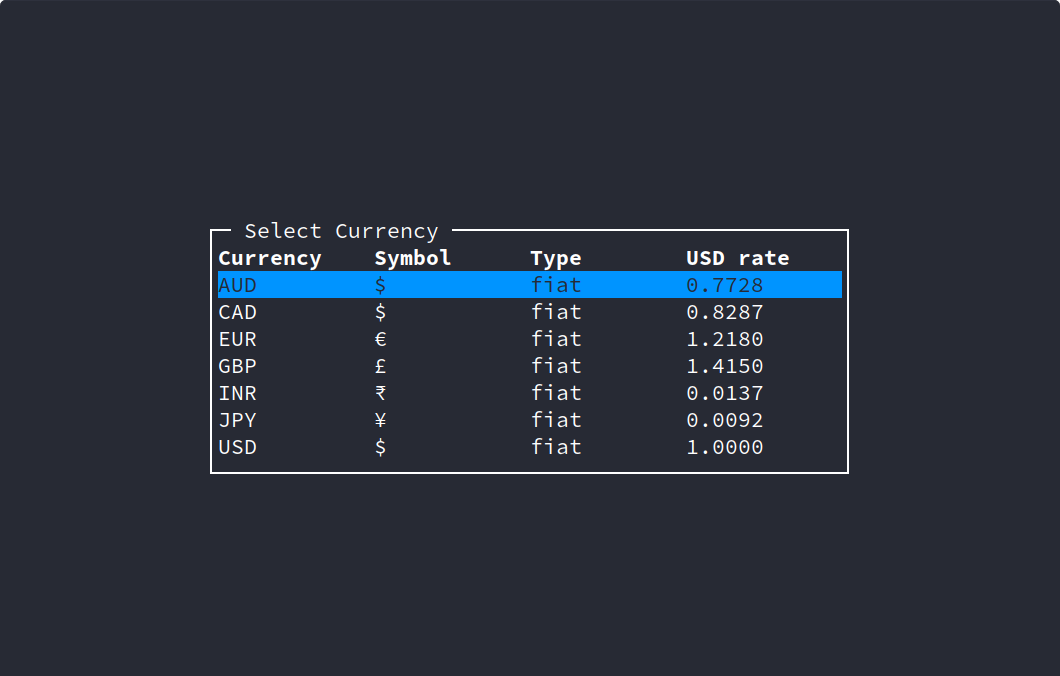 Select Currency
Currency Symbol Type USD rate
AUD $ fiat 0.7728
CAD $ fiat 0.8287
EUR € fiat 1.2180
GBP £ fiat 1.4150
INR ₹ fiat 0.0137
JPY ¥ fiat 0.0092
USD $ fiat 1.0000